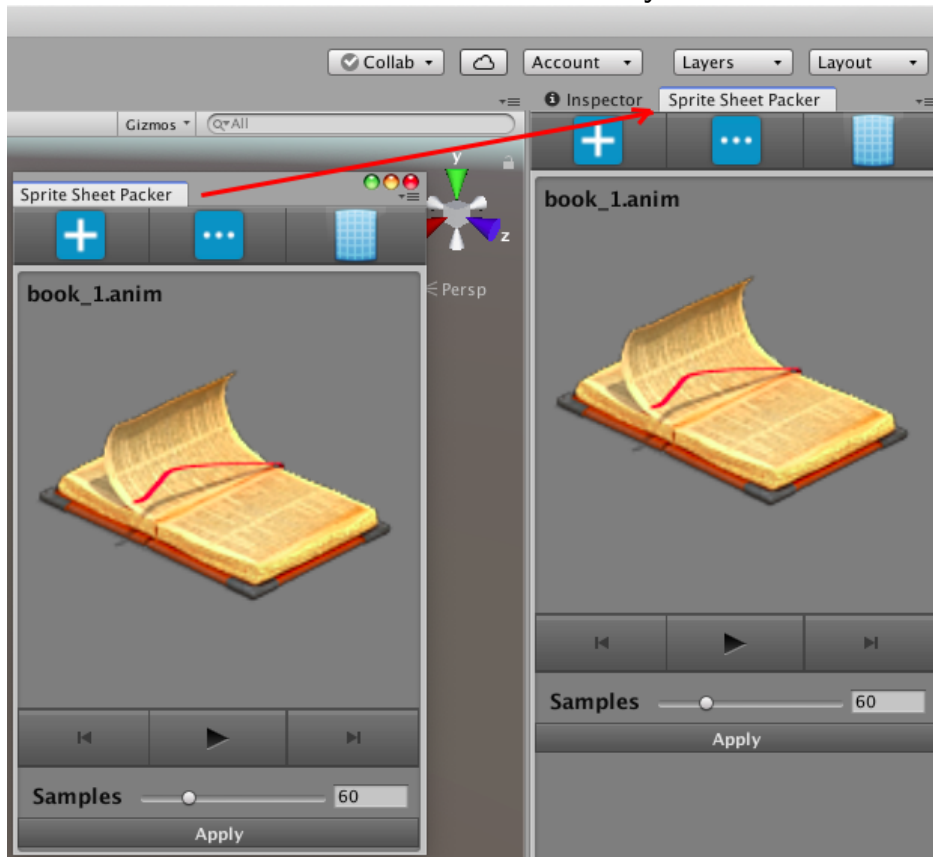 Collab
Account
Layers
Layout
Inspector
Sprite Sheet Packer
Gizmos
All
y
z
Persp
Sprite Sheet Packer
book_1.anim
Samples
60
Apply
book_1.anim
Samples
60
Apply